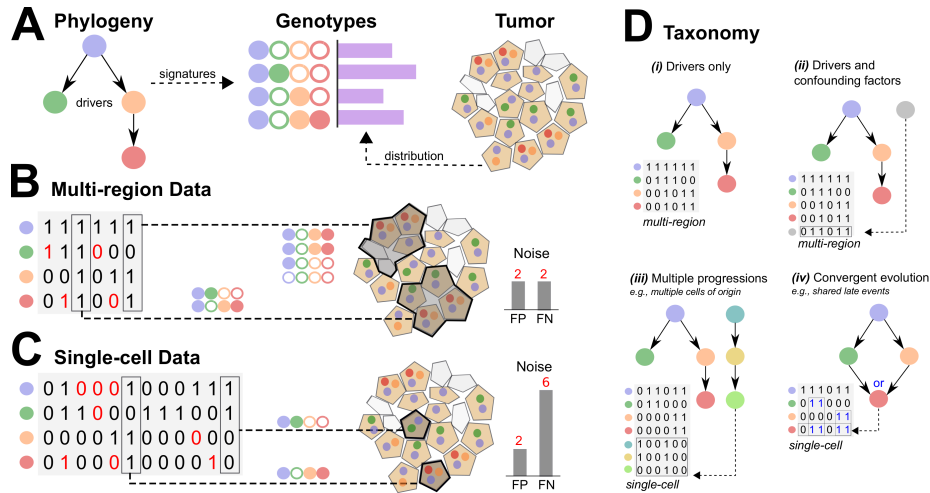 A
Phylogeny
drivers
signatures
Genotypes
distribution
Tumor
B Multi-region Data
1 1 1 1 1 1
1 1 1 0 0 0
0 0 1 0 1 1
0 1 1 0 0 1
Noise
2 2
FP FN
C Single-cell Data
0 1 0 0 0 1 0 0 0 1 1 1
0 1 1 0 0 0 1 1 1 0 0 1
0 0 0 0 1 1 0 0 0 0 0 0
0 1 0 0 0 1 0 0 0 0 1 0
Noise
2 6
FP FN
D Taxonomy
(i) Drivers only
1 1 1 1 1 1
0 1 1 1 0 0
0 0 1 0 1 1
0 0 1 0 1 1
multi-region
(ii) Drivers and
confounding factors
1 1 1 1 1 1
0 1 1 1 0 0
0 0 1 0 1 1
0 0 1 0 1 1
0 1 1 0 1 1
multi-region
(iii) Multiple progressions
e.g., multiple cells of origin
0 1 1 0 1 1
0 1 1 0 0 0
0 0 0 0 1 1
0 0 0 0 1 1
1 0 0 1 0 0
1 0 0 1 0 0
0 0 0 1 0 0
single-cell
(iv) Convergent evolution
e.g., shared late events
or
1 1 1 0 1 1
0 1 1 0 0 0
0 0 0 0 1 1
0 1 1 0 1 1
single-cell